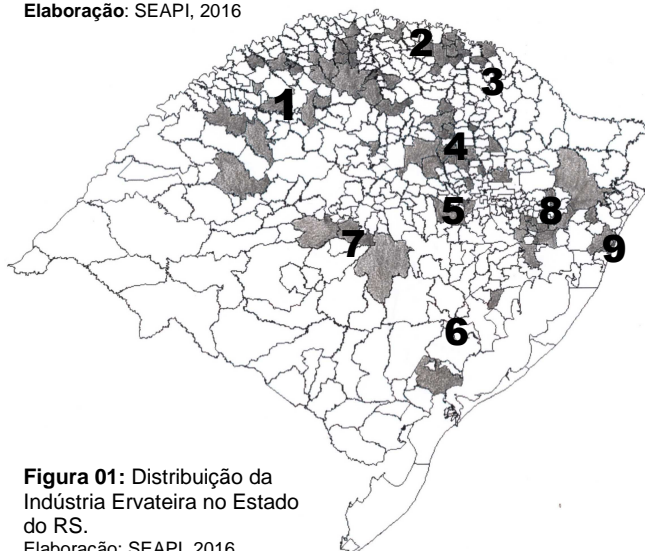 Elaboração: SEAPI, 2016
2
3
1
4
5
8
7
9
6
Figura 01: Distribuição da
Indústria Ervateira no Estado
do RS.
Elaboração: SEAPI, 2016